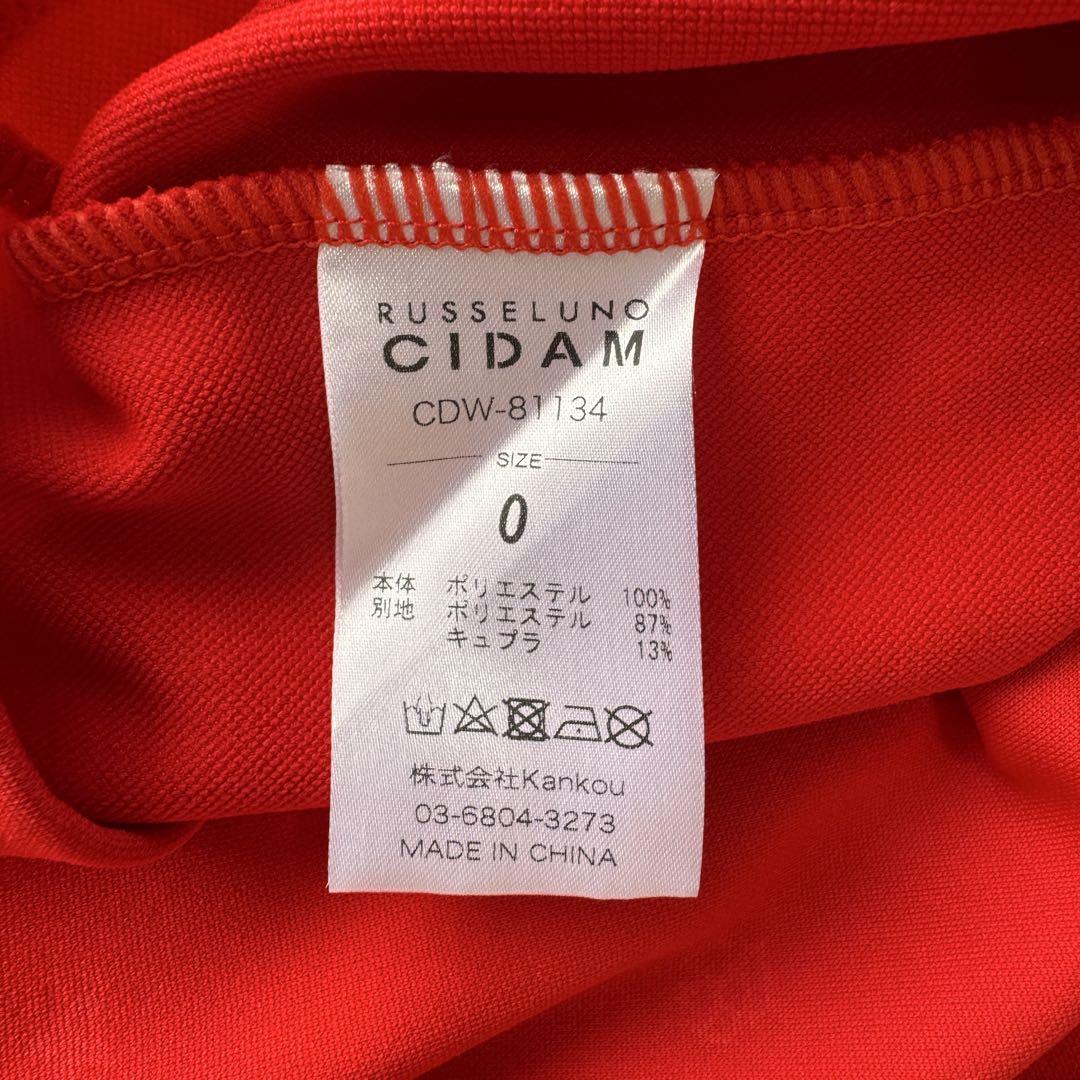 RUSSELUNO
CIDAM
CDW-81134
SIZE
0
本体 ポリエステル 100%
別地 ポリエステル 87%
キュプラ 13%
株式会社Kankou
03-6804-3273
MADE IN CHINA